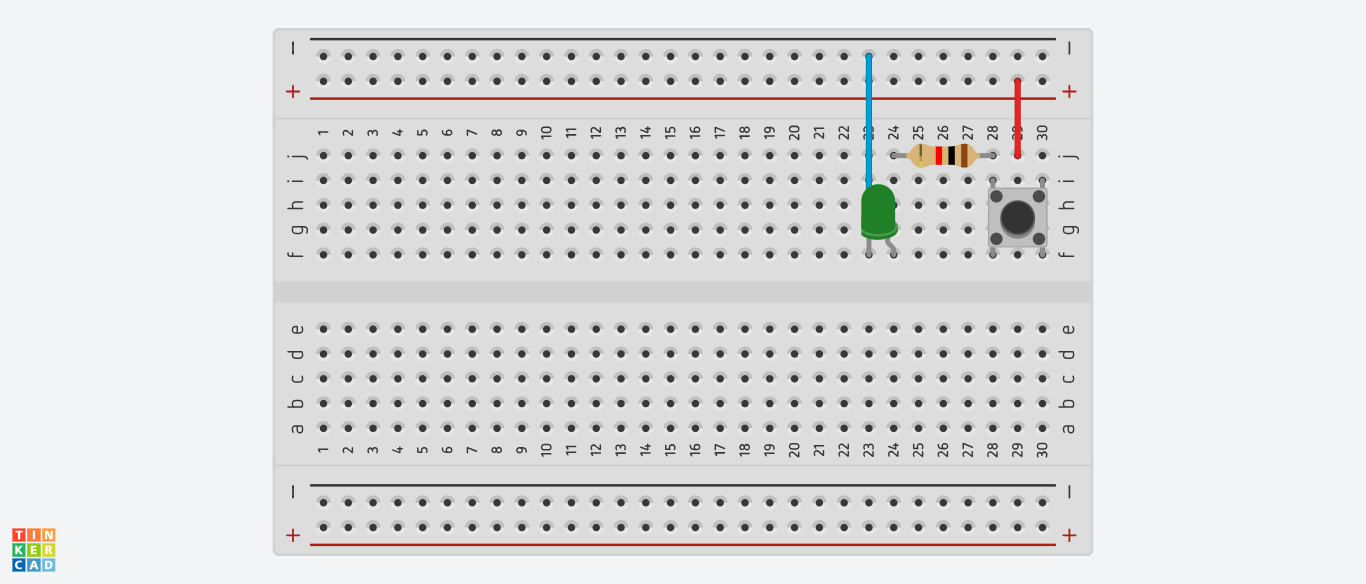 − −
+ +
1 2 3 4 5 6 7 8 9 10 11 12 13 14 15 16 17 18 19 20 21 22 23 24 25 26 27 28 29 30
j j
i i
h h
g g
f f
e e
d d
c c
b b
a a
1 2 3 4 5 6 7 8 9 10 11 12 13 14 15 16 17 18 19 20 21 22 23 24 25 26 27 28 29 30
− −
+ +
TIN
KER
CAD